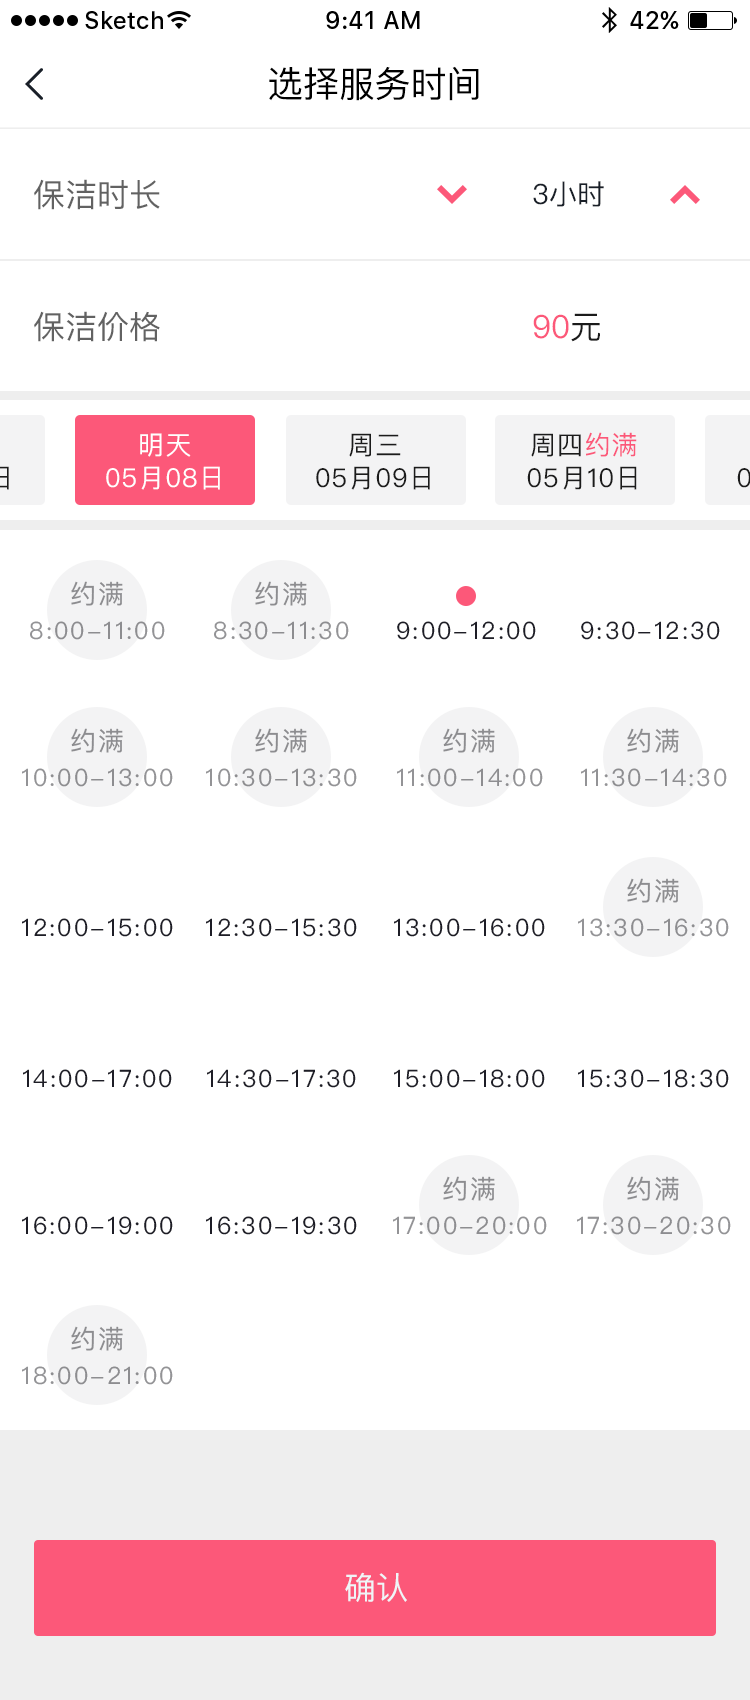 Sketch 9:41 AM 42%
选择服务时间
保洁时长 3小时
保洁价格 90元
明天 周三 周四约满
日 05月08日 05月09日 05月10日 0
约满 约满
8:00–11:00 8:30–11:30 9:00–12:00 9:30–12:30
约满 约满 约满 约满
10:00–13:00 10:30–13:30 11:00–14:00 11:30–14:30
约满
12:00–15:00 12:30–15:30 13:00–16:00 13:30–16:30
14:00–17:00 14:30–17:30 15:00–18:00 15:30–18:30
约满 约满
16:00–19:00 16:30–19:30 17:00–20:00 17:30–20:30
约满
18:00–21:00
确认